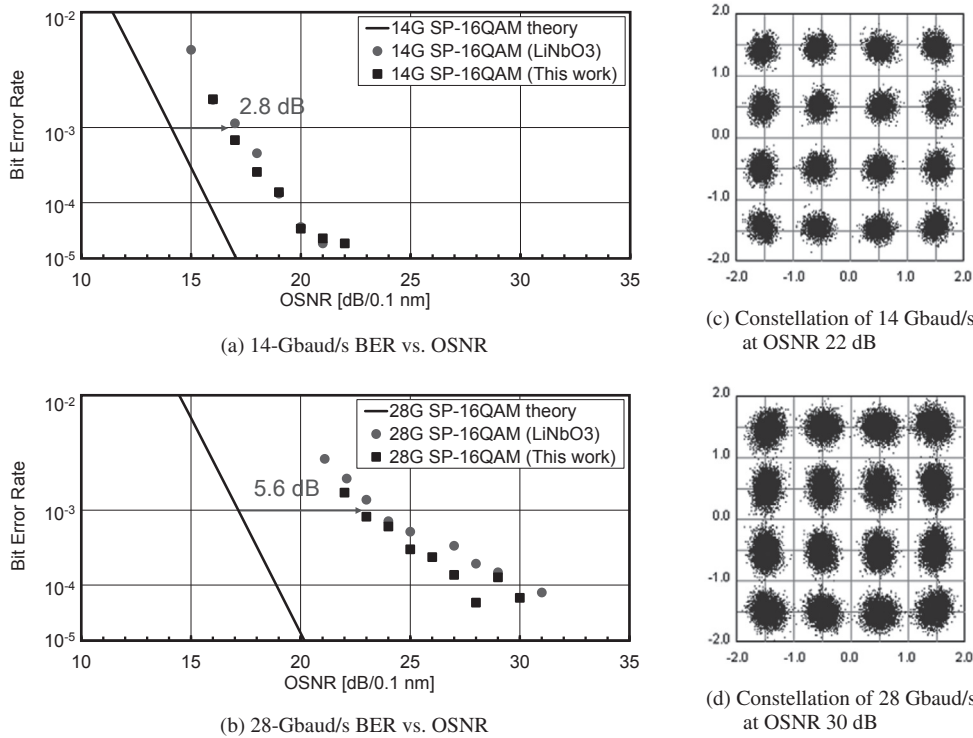 10-2
10-3
10-4
10-5
Bit Error Rate
14G SP-16QAM theory
14G SP-16QAM (LiNbO3)
14G SP-16QAM (This work)
2.8 dB
10 15 20 25 30 35
OSNR [dB/0.1 nm]
(a) 14-Gbaud/s BER vs. OSNR
10-2
10-3
10-4
10-5
Bit Error Rate
28G SP-16QAM theory
28G SP-16QAM (LiNbO3)
28G SP-16QAM (This work)
5.6 dB
10 15 20 25 30 35
OSNR [dB/0.1 nm]
(b) 28-Gbaud/s BER vs. OSNR
2.0
1.0
0.0
-1.0
-2.0
-2.0 -1.0 0.0 1.0 2.0
(c) Constellation of 14 Gbaud/s
at OSNR 22 dB
2.0
1.0
0.0
-1.0
2.0
-2.0 -1.0 0.0 1.0 2.0
(d) Constellation of 28 Gbaud/s
at OSNR 30 dB